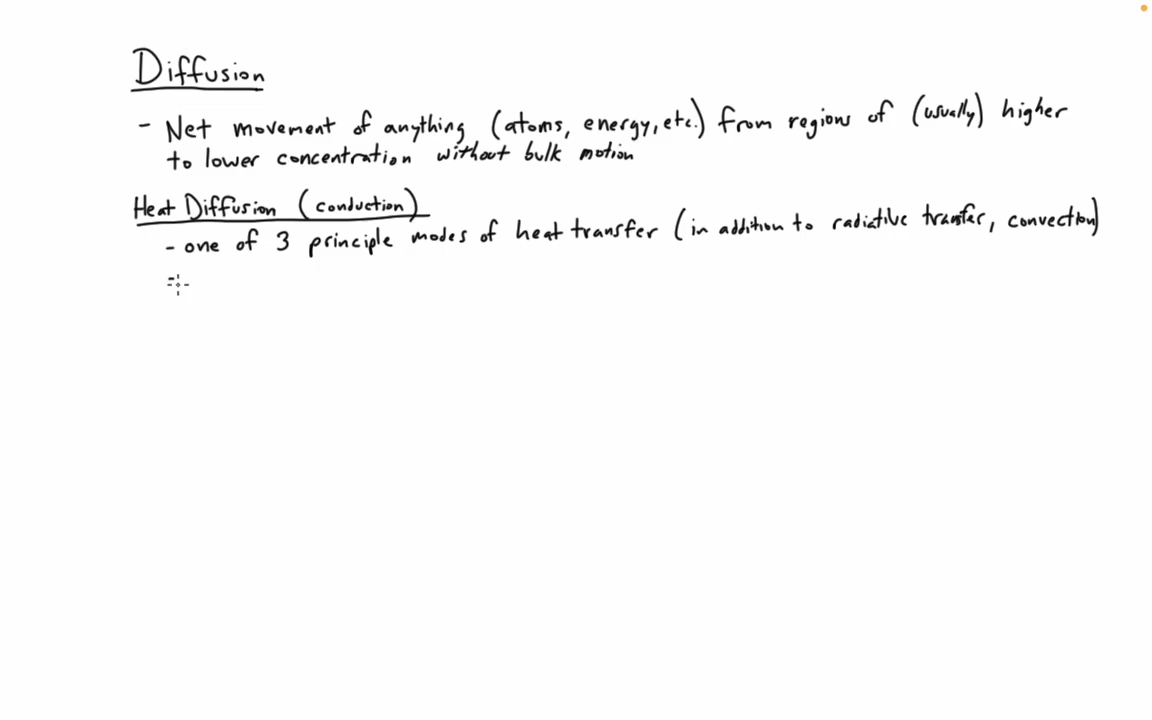 Diffusion
- Net movement of anything (atoms, energy, etc.) from regions of (usually) higher
to lower concentration without bulk motion
Heat Diffusion (conduction)
- one of 3 principle modes of heat transfer (in addition to radiative transfer, convection)
-